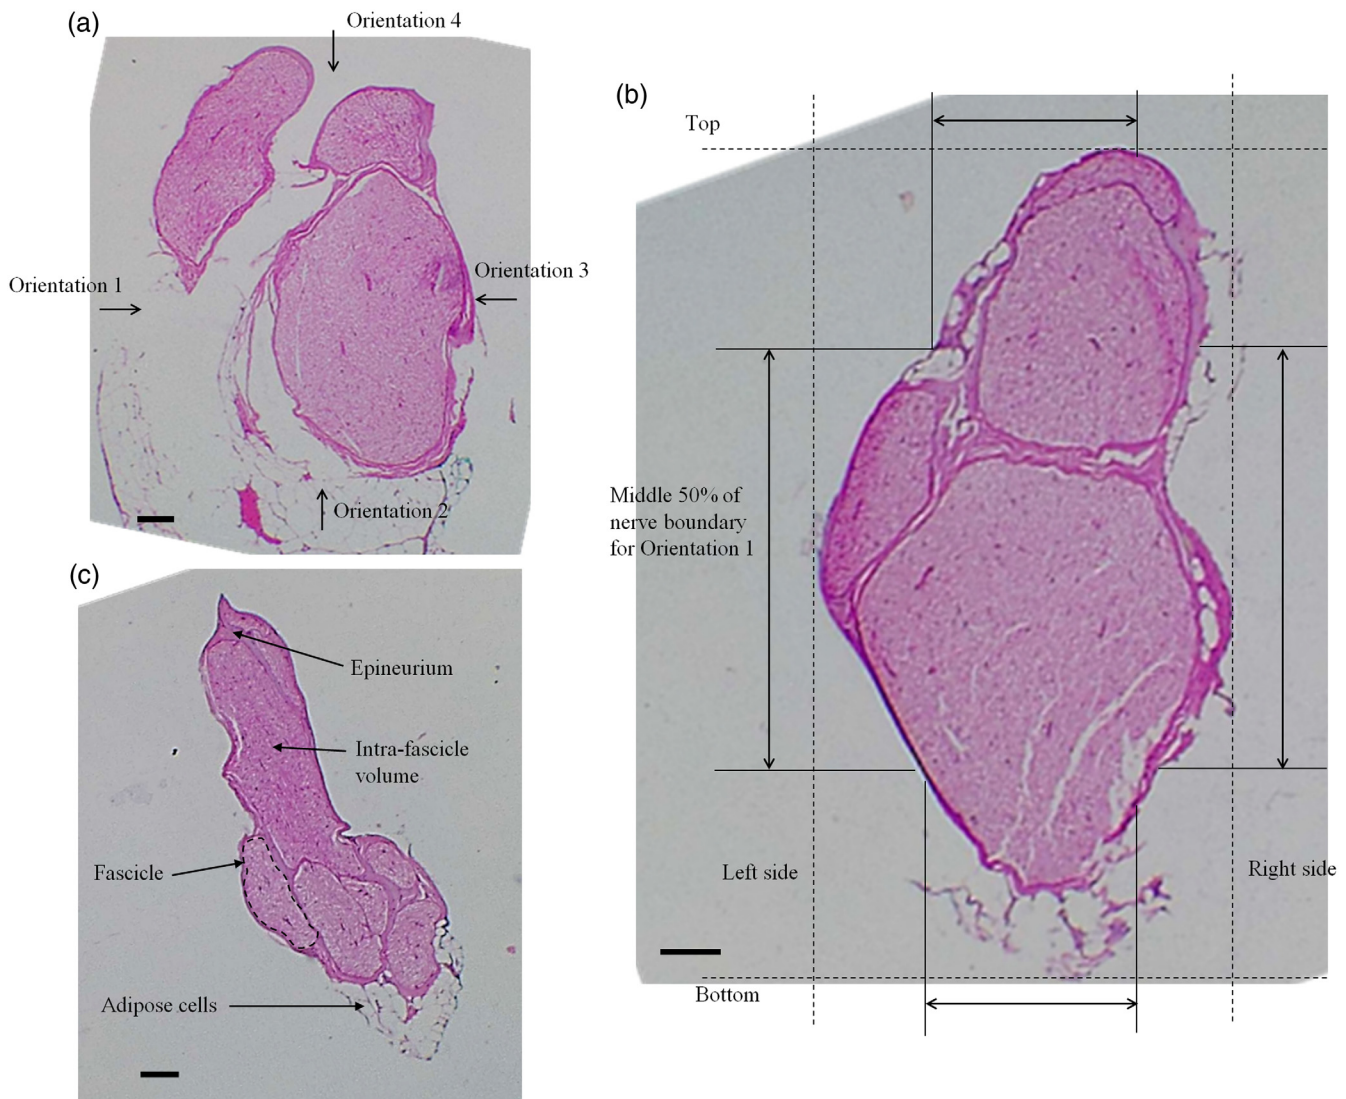 (a)
Orientation 4
Orientation 1
Orientation 3
Orientation 2
(b)
Top
Middle 50% of
nerve boundary
for Orientation 1
Left side
Right side
Bottom
(c)
Epineurium
Intra-fascicle
volume
Fascicle
Adipose cells